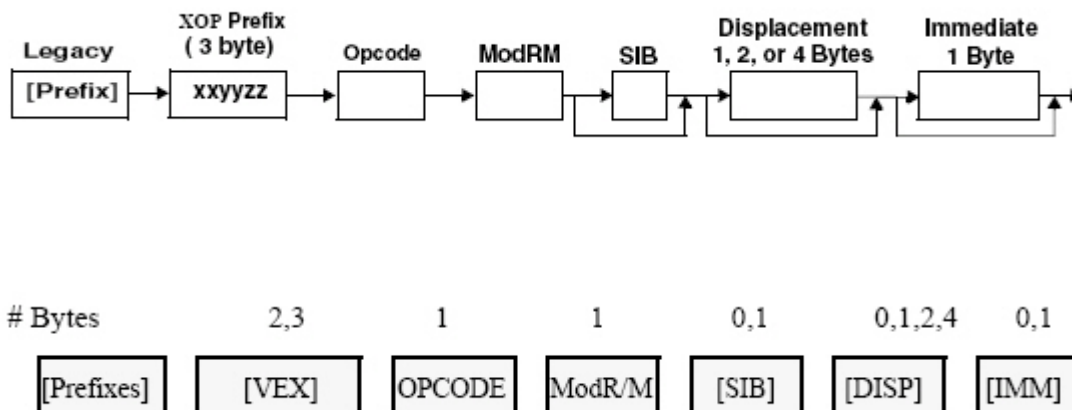 XOP Prefix
( 3 byte)
Displacement
1, 2, or 4 Bytes
Immediate
1 Byte
Legacy
Opcode
ModRM
SIB
[Prefix]
xxyyzz
# Bytes 2,3 1 1 0,1 0,1,2,4 0,1
[Prefixes] [VEX] OPCODE ModR/M [SIB] [DISP] [IMM]